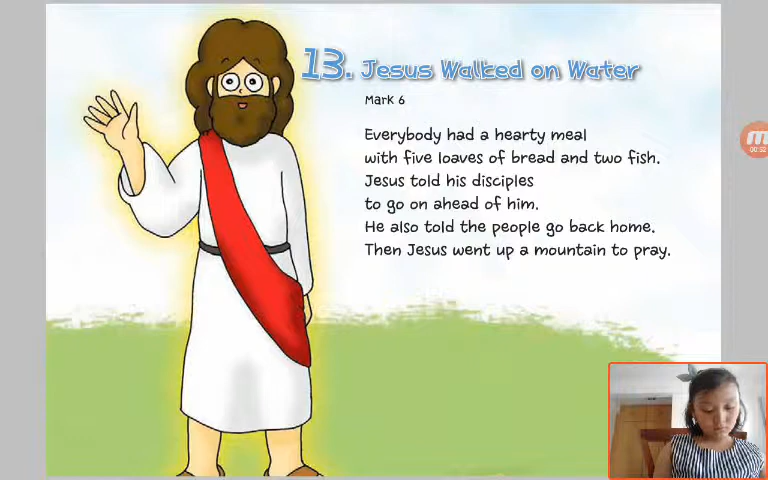 13. Jesus Walked on Water
Mark 6
Everybody had a hearty meal
with five loaves of bread and two fish.
Jesus told his disciples
to go on ahead of him.
He also told the people go back home.
Then Jesus went up a mountain to pray.
00:52